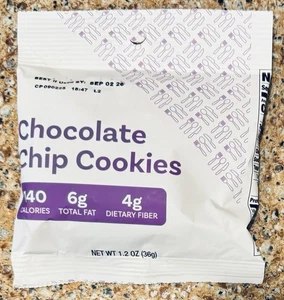 BEST IF USED BY: SEP 02 26
Chocolate
Chip Cookies
140 6g 4g
CALORIES TOTAL FAT DIETARY FIBER
NET WT 1.2 OZ (36g)